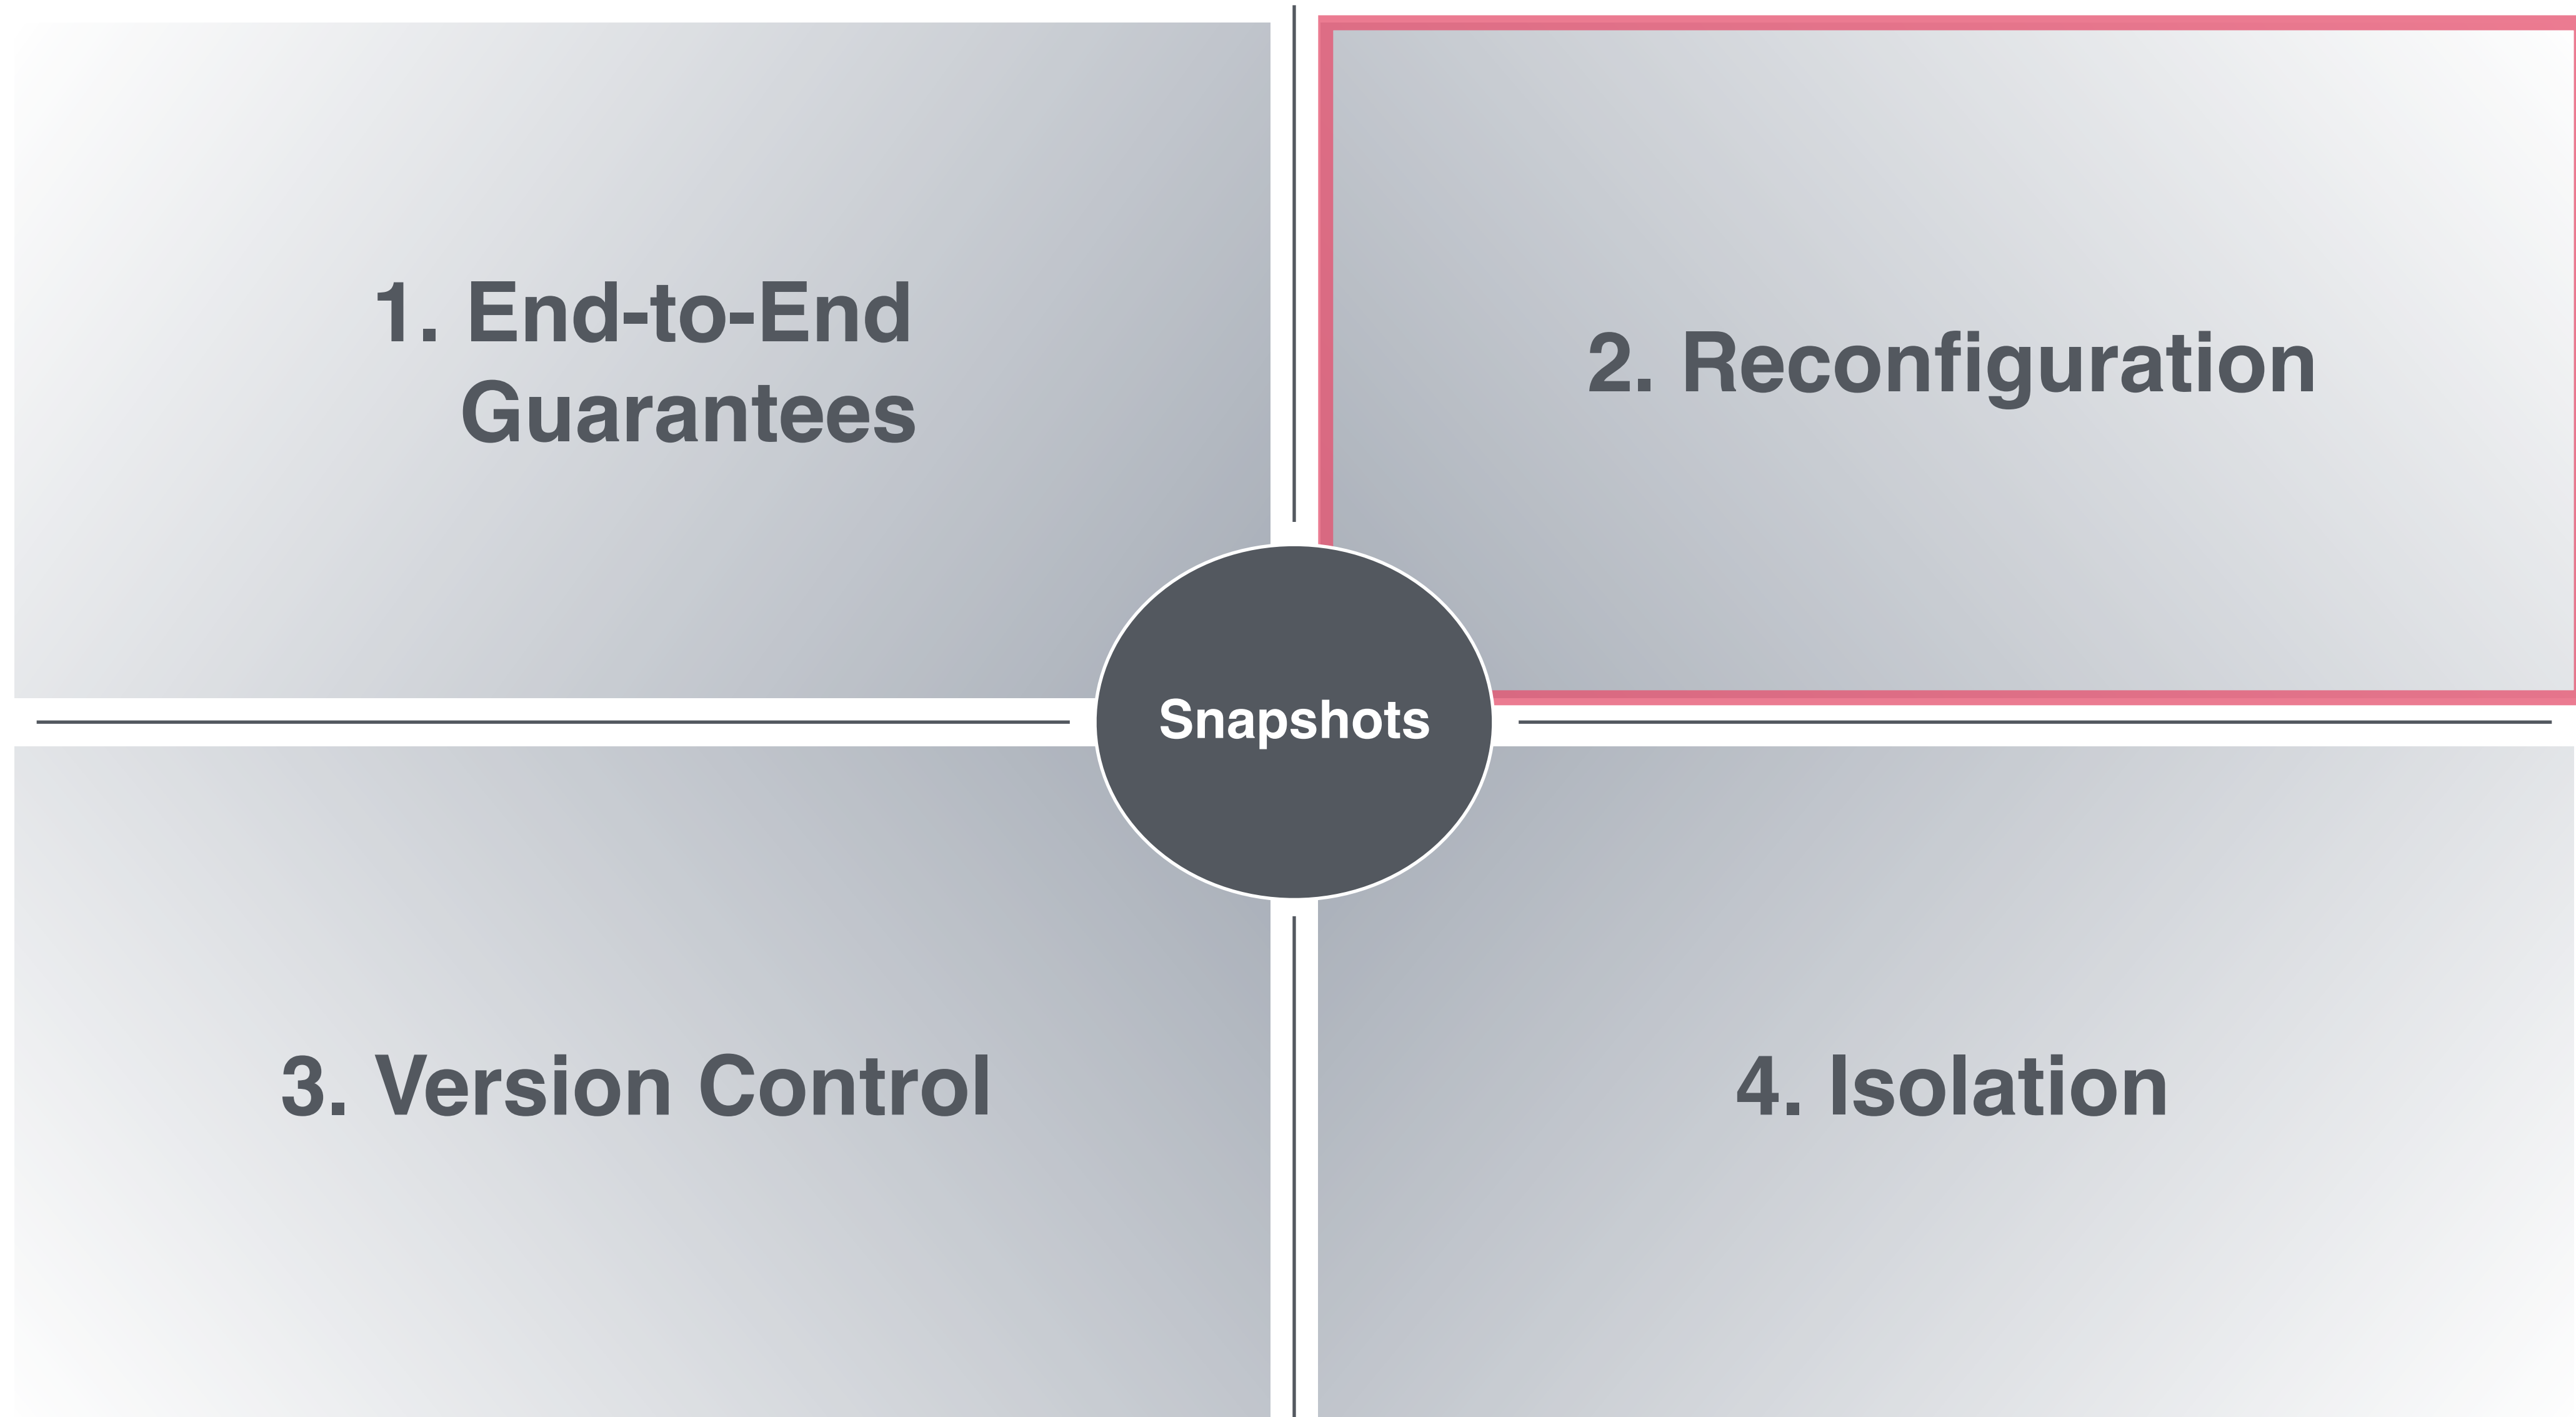 1. End-to-End
Guarantees
2. Reconfiguration
Snapshots
3. Version Control
4. Isolation